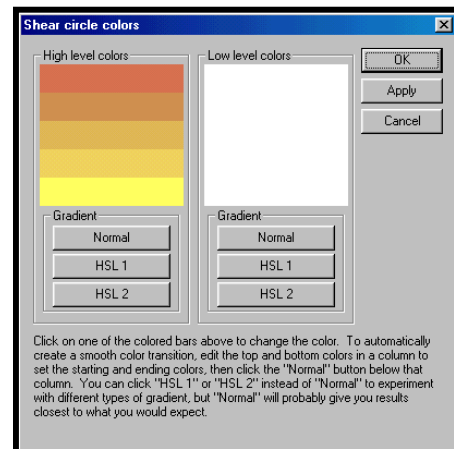 Shear circle colors
High level colors
Low level colors
OK
Apply
Cancel
Gradient
Normal
HSL 1
HSL 2
Gradient
Normal
HSL 1
HSL 2
Click on one of the colored bars above to change the color.  To automatically
create a smooth color transition, edit the top and bottom colors in a column to
set the starting and ending colors, then click the "Normal" button below that
column.  You can click "HSL 1" or "HSL 2" instead of "Normal" to experiment
with different types of gradient, but "Normal" will probably give you results
closest to what you would expect.